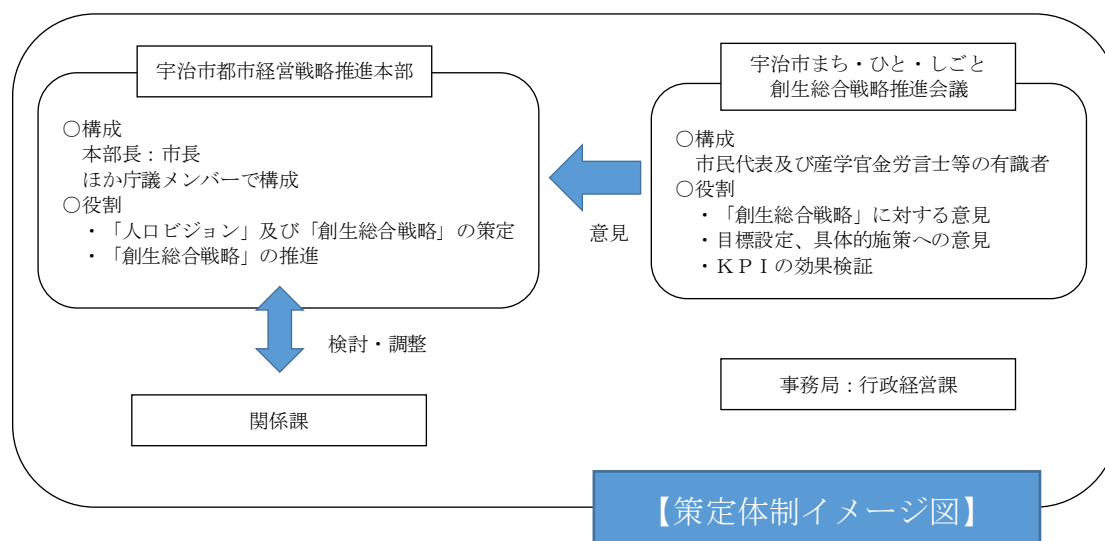 宇治市都市経営戦略推進本部
○構成
本部長：市長
ほか庁議メンバーで構成
○役割
・「人口ビジョン」及び「創生総合戦略」の策定
・「創生総合戦略」の推進
宇治市まち・ひと・しごと
創生総合戦略推進会議
○構成
市民代表及び産学官金労言士等の有識者
○役割
・「創生総合戦略」に対する意見
・目標設定、具体的施策への意見
・ＫＰＩの効果検証
意見
検討・調整
関係課
事務局：行政経営課
【策定体制イメージ図】